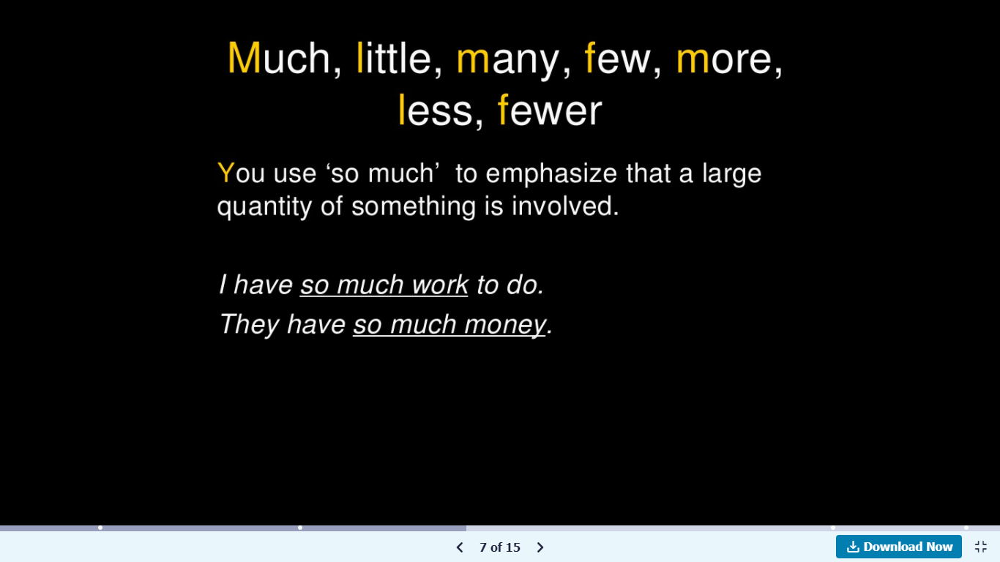 Much, little, many, few, more,
less, fewer
You use ‘so much’  to emphasize that a large
quantity of something is involved.
I have so much work to do.
They have so much money.
7 of 15
Download Now